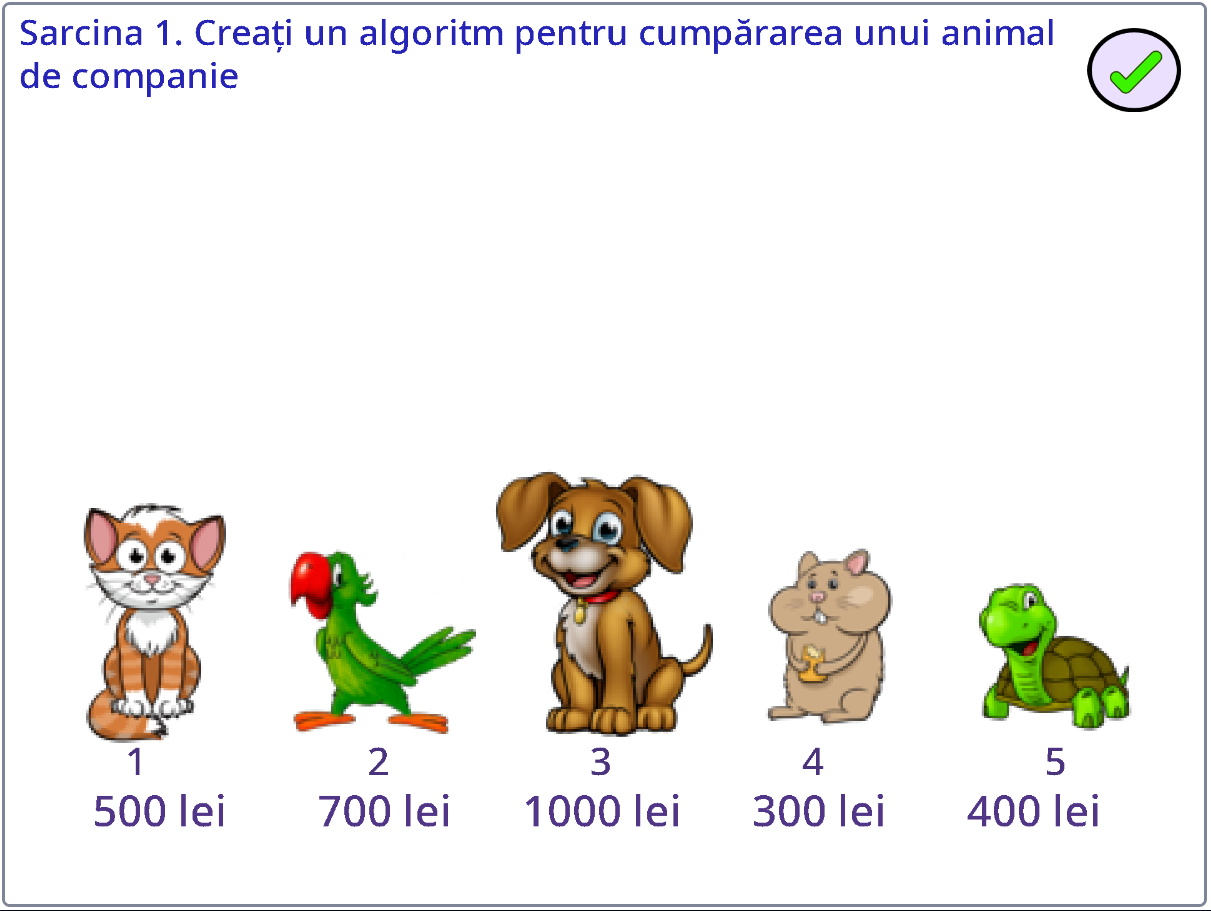 Sarcina 1. Creați un algoritm pentru cumpărarea unui animal
de companie
1 2 3 4 5
500 lei 700 lei 1000 lei 300 lei 400 lei